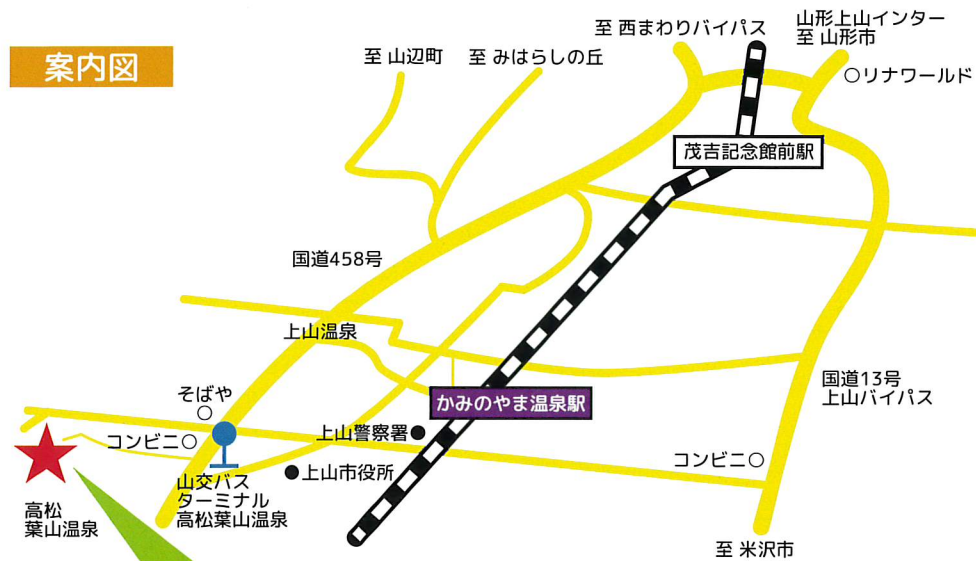 案内図
至 山辺町
至 みはらしの丘
至 西まわりバイパス
山形上山インター
至 山形市
○リナワールド
茂吉記念館前駅
国道458号
上山温泉
そばや
○
かみのやま温泉駅
国道13号
上山バイパス
コンビニ○
上山警察署●
●上山市役所
コンビニ○
高松
葉山温泉
山交バス
ターミナル
高松葉山温泉
至 米沢市